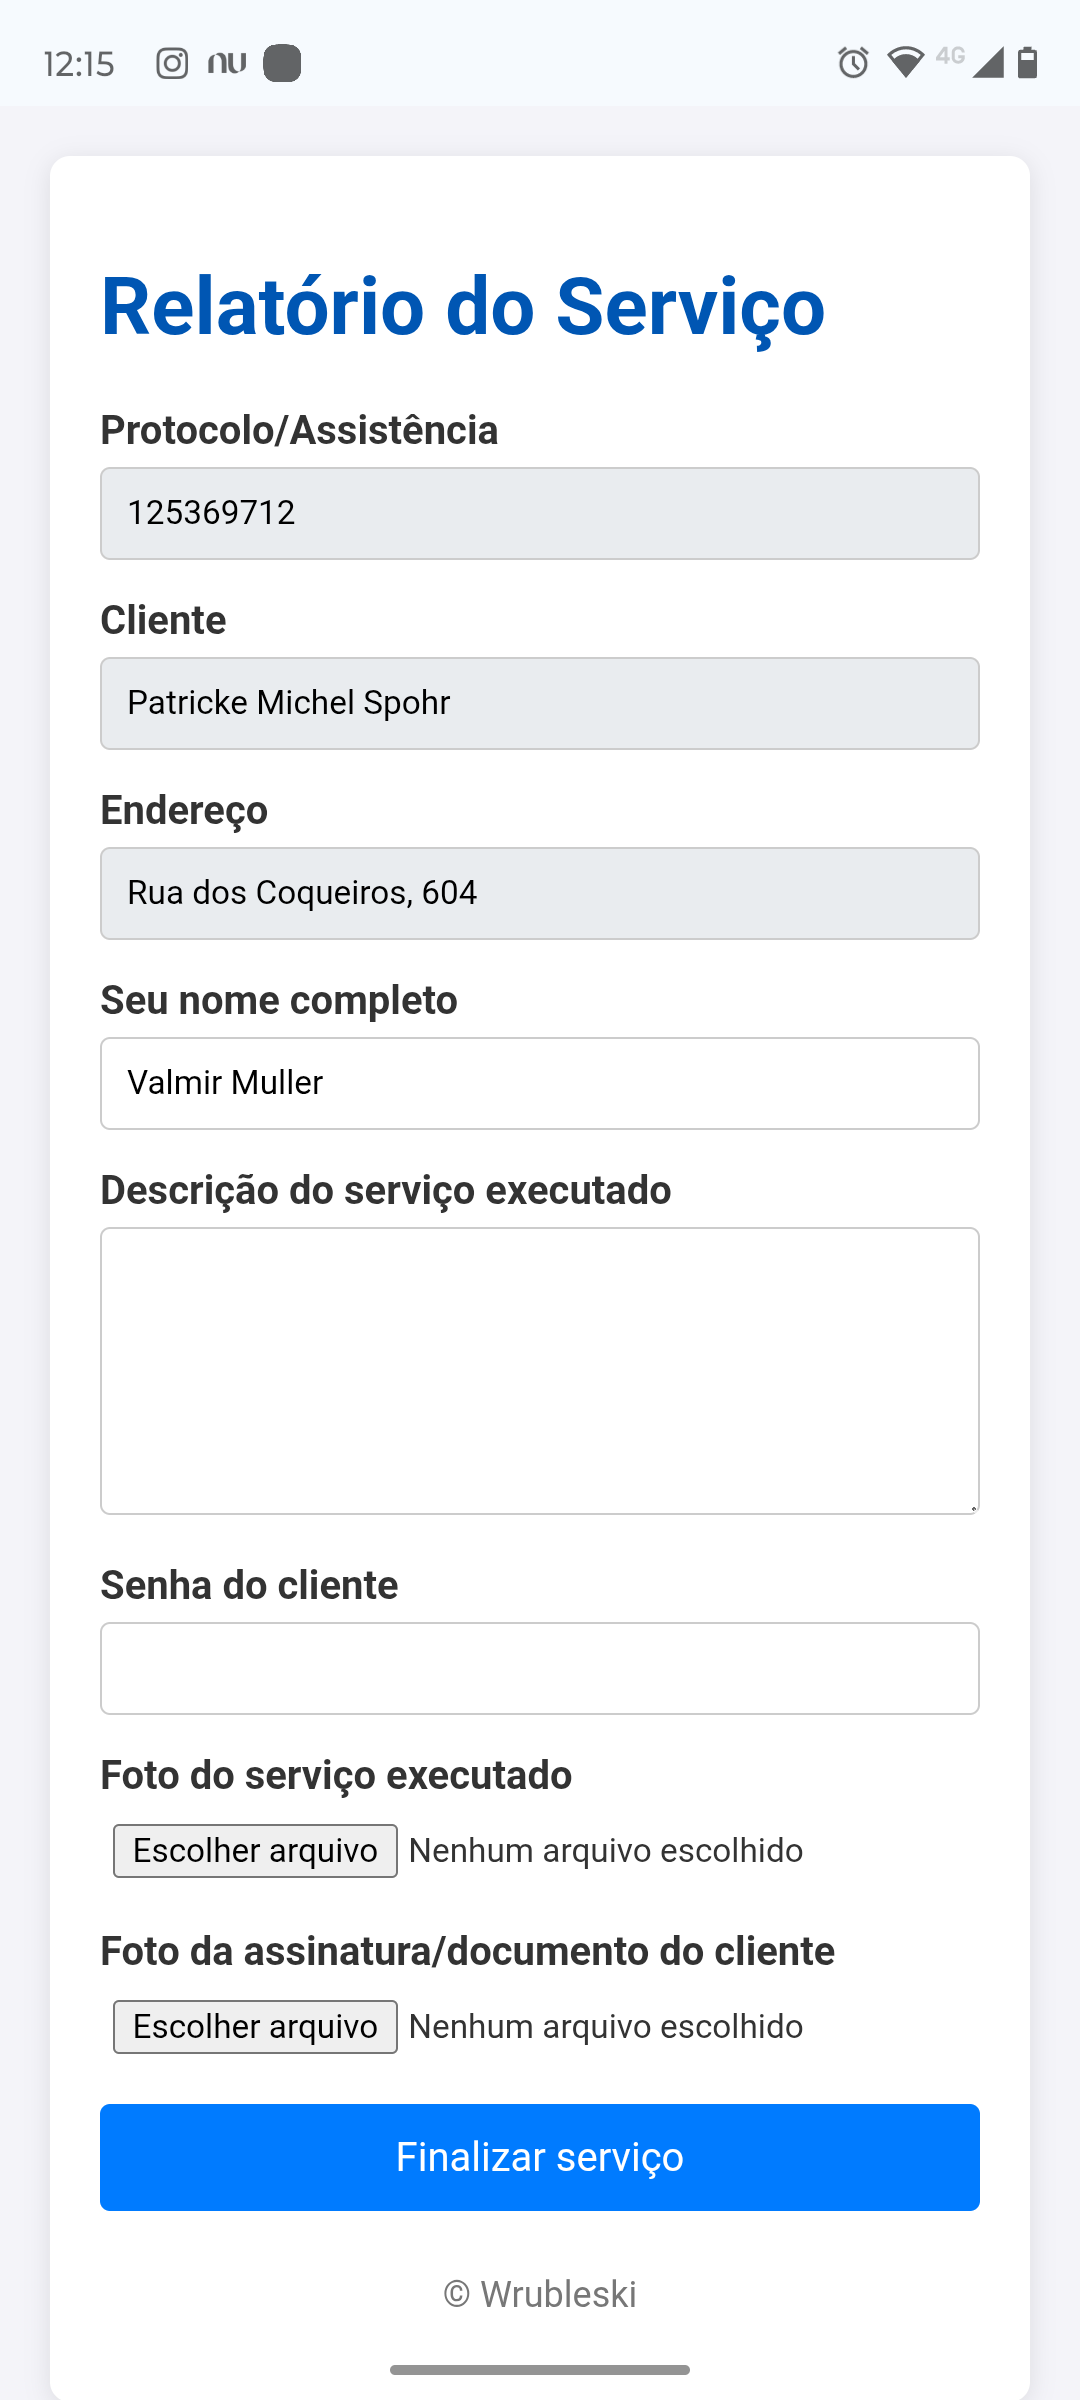 12:15
nu
4G
Relatório do Serviço
Protocolo/Assistência
125369712
Cliente
Patricke Michel Spohr
Endereço
Rua dos Coqueiros, 604
Seu nome completo
Valmir Muller
Descrição do serviço executado
Senha do cliente
Foto do serviço executado
Escolher arquivo Nenhum arquivo escolhido
Foto da assinatura/documento do cliente
Escolher arquivo Nenhum arquivo escolhido
Finalizar serviço
© Wrubleski